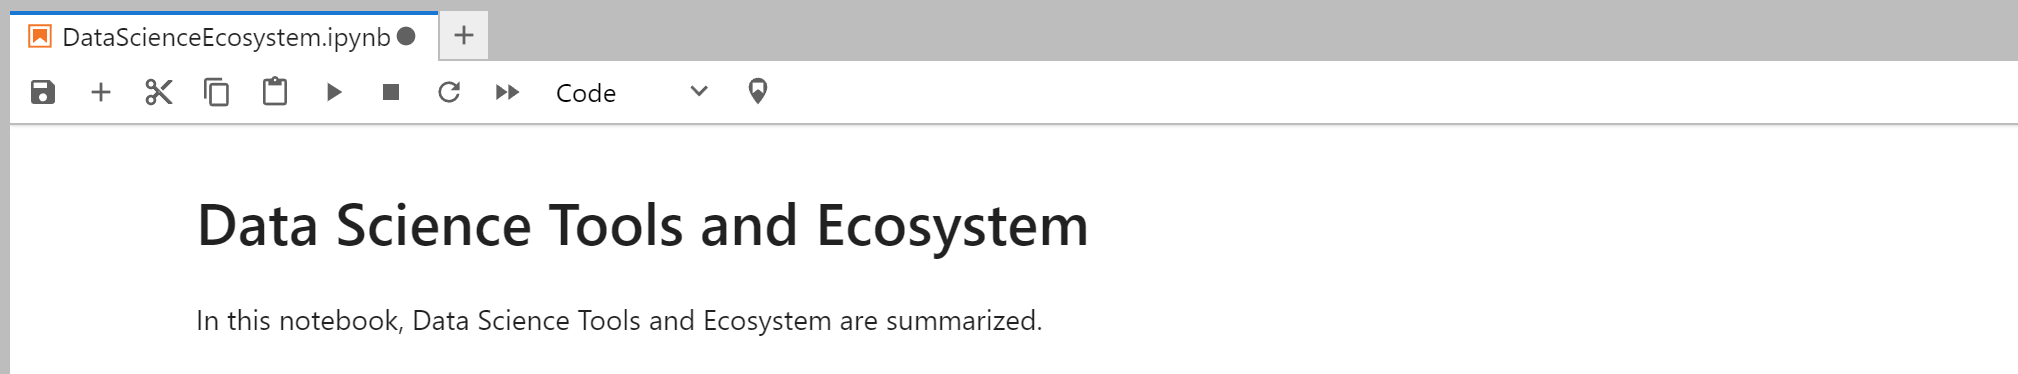 DataScienceEcosystem.ipynb
Code
Data Science Tools and Ecosystem
In this notebook, Data Science Tools and Ecosystem are summarized.